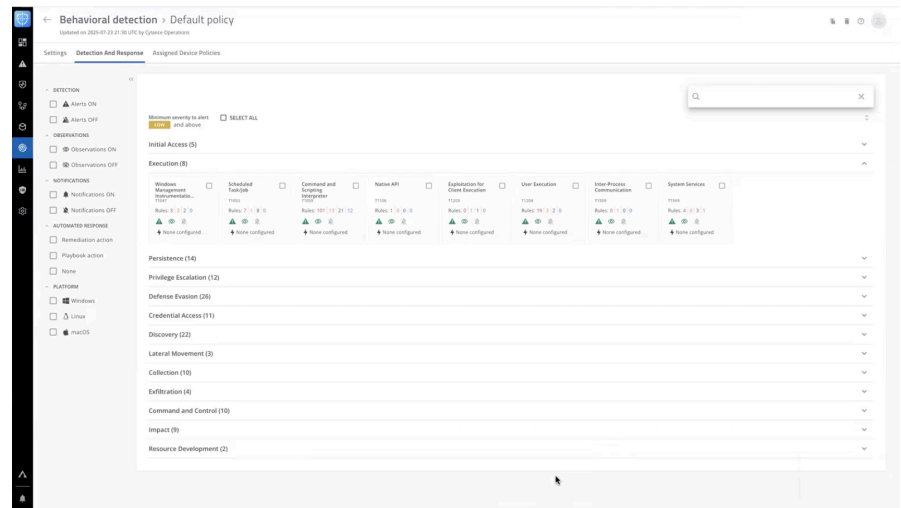 Behavioral detection > Default policy
Updated on 2025-07-23 21:30 UTC by Cylance Operations
Settings Detection And Response Assigned Device Policies
DETECTION
Alerts ON
Alerts OFF
OBSERVATIONS
Observations ON
Observations OFF
NOTIFICATIONS
Notifications ON
Notifications OFF
AUTOMATED RESPONSE
Remediation action
Playbook action
None
PLATFORM
Windows
Linux
macOS
Minimum severity to alert
LOW and above
SELECT ALL
Initial Access (5)
Execution (8)
Windows Management Instrumentatio...
None configured
Scheduled Task/Job
None configured
Command and Scripting Interpreter
None configured
Native API
None configured
Exploitation for Client Execution
None configured
User Execution
None configured
Inter-Process Communication
None configured
System Services
None configured
Persistence (14)
Privilege Escalation (12)
Defense Evasion (26)
Credential Access (11)
Discovery (22)
Lateral Movement (3)
Collection (10)
Exfiltration (4)
Command and Control (10)
Impact (9)
Resource Development (2)